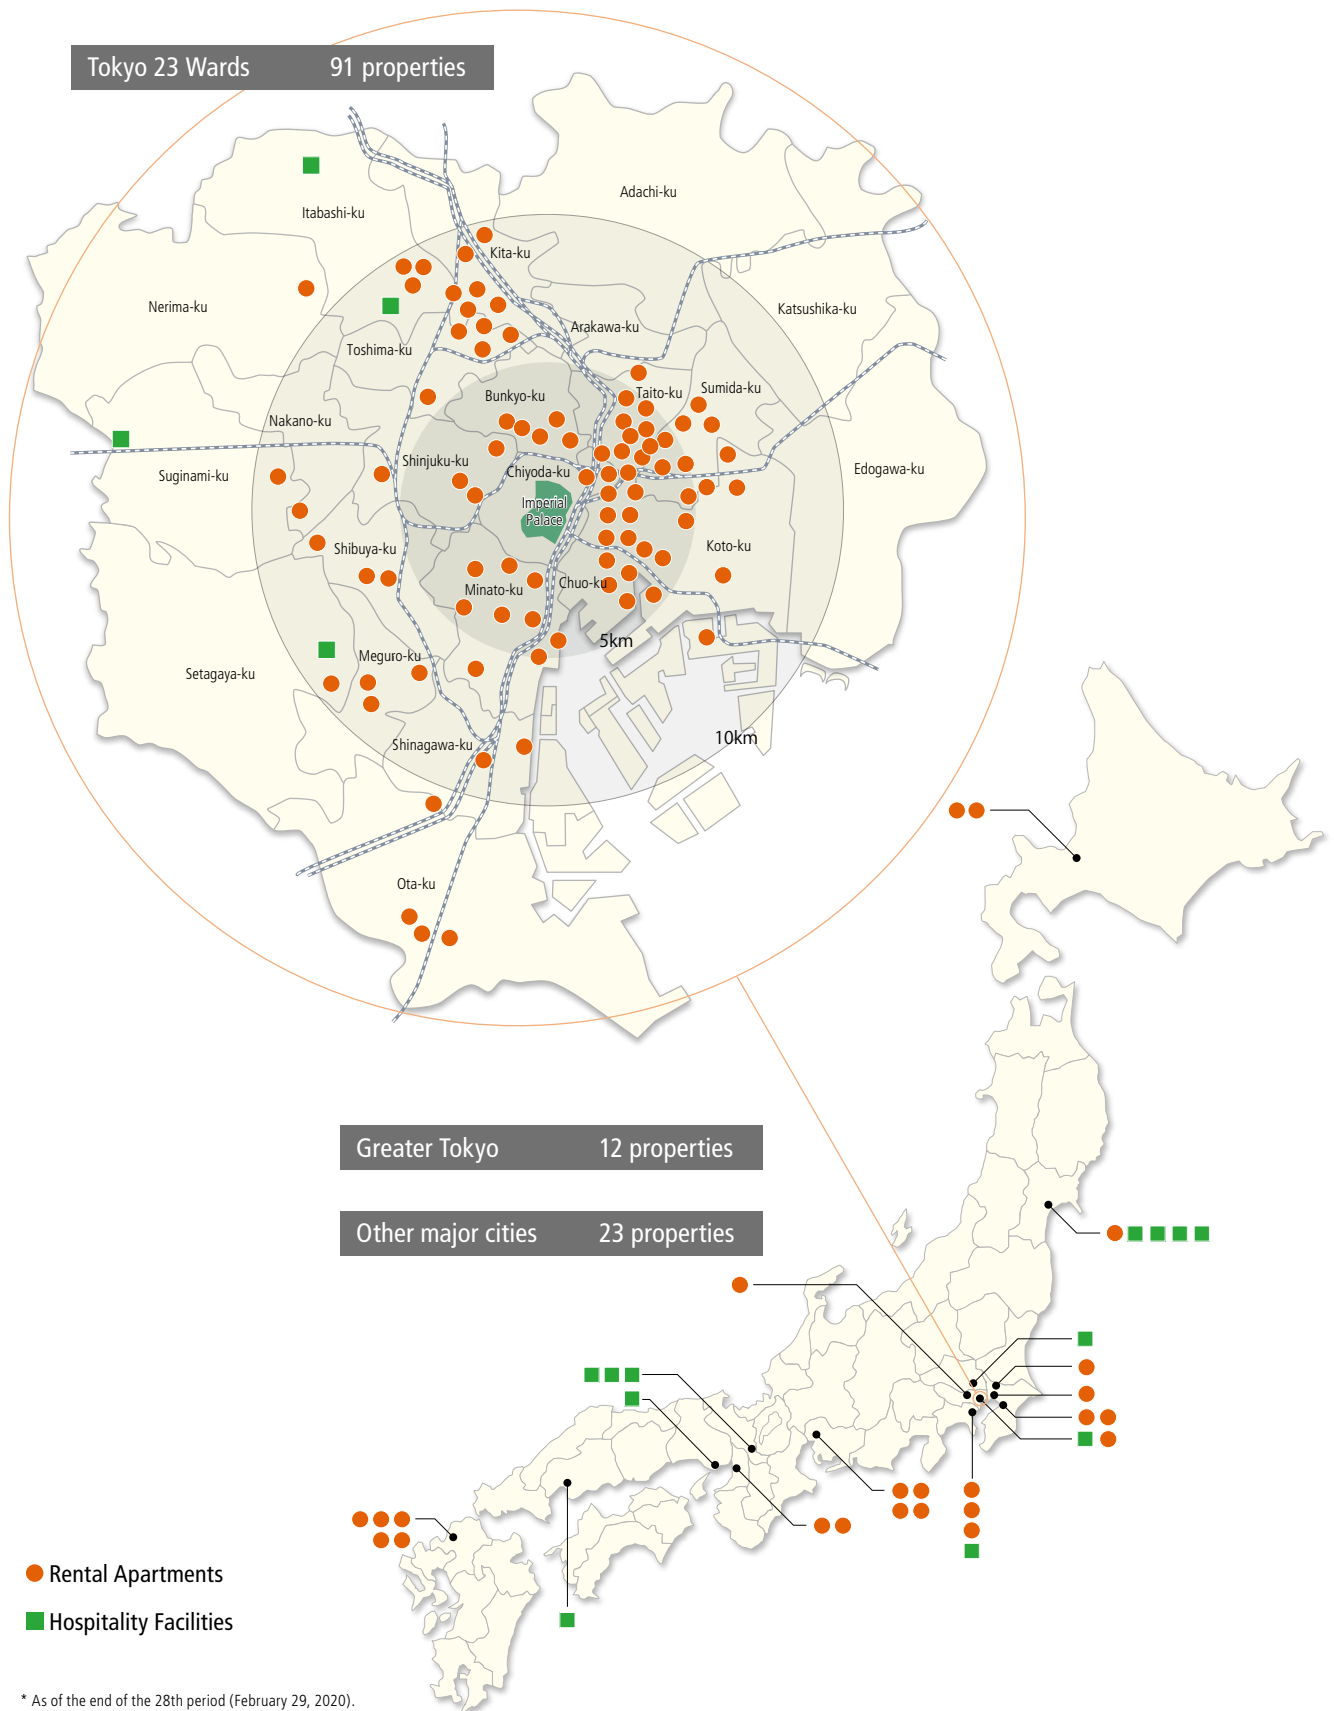 Tokyo 23 Wards 91 properties
Adachi-ku
Itabashi-ku
Kita-ku
Nerima-ku
Katsushika-ku
Arakawa-ku
Toshima-ku
Bunkyo-ku
Taito-ku
Sumida-ku
Nakano-ku
Shinjuku-ku
Chiyoda-ku
Edogawa-ku
Suginami-ku
Imperial
Palace
Shibuya-ku
Koto-ku
Minato-ku
Chuo-ku
5km
Meguro-ku
Setagaya-ku
Shinagawa-ku
10km
Ota-ku
Greater Tokyo 12 properties
Other major cities 23 properties
Rental Apartments
Hospitality Facilities
* As of the end of the 28th period (February 29, 2020).